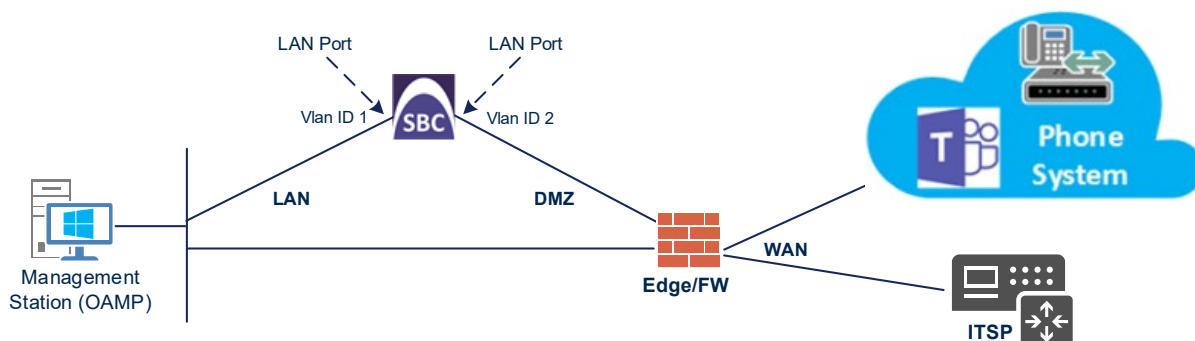 LAN Port
LAN Port
Vlan ID 1
SBC
Vlan ID 2
T
Phone
System
LAN
DMZ
WAN
Edge/FW
Management
Station (OAMP)
ITSP